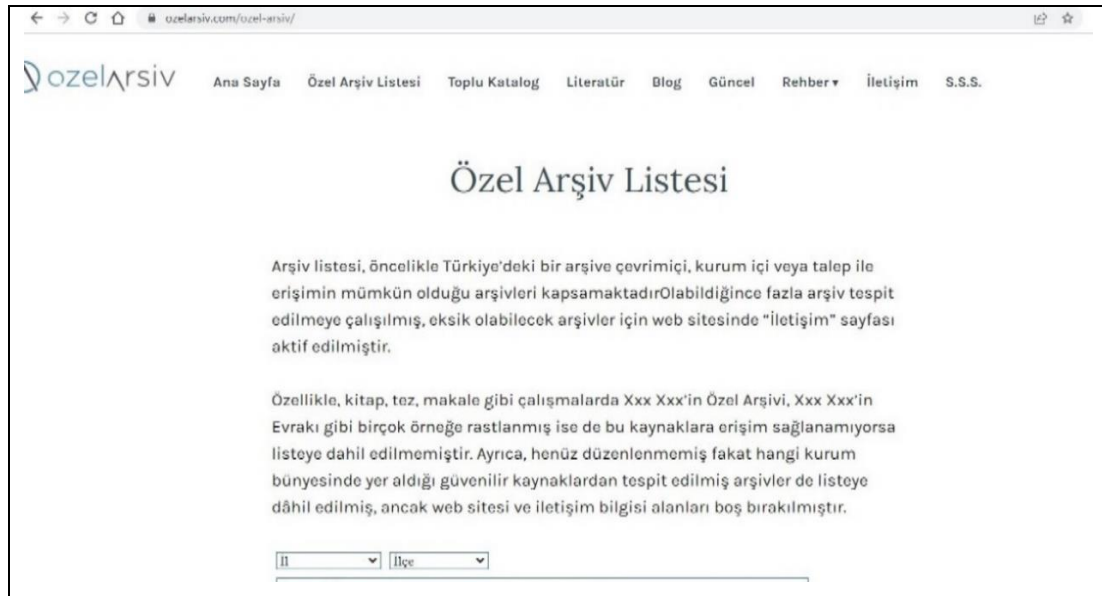 ozelarsiv.com/ozel-arsiv/
ozelarsiv Ana Sayfa Özel Arşiv Listesi Toplu Katalog Literatür Blog Güncel Rehber▾ İletişim S.S.S.
Özel Arşiv Listesi
Arşiv listesi, öncelikle Türkiye'deki bir arşive çevrimiçi, kurum içi veya talep ile
erişimin mümkün olduğu arşivleri kapsamaktadırOlabildiğince fazla arşiv tespit
edilmeye çalışılmış, eksik olabilecek arşivler için web sitesinde “İletişim” sayfası
aktif edilmiştir.
Özellikle, kitap, tez, makale gibi çalışmalarda Xxx Xxx'in Özel Arşivi, Xxx Xxx'in
Evrakı gibi birçok örneğe rastlanmış ise de bu kaynaklara erişim sağlanamıyorsa
listeye dahil edilmemiştir. Ayrıca, henüz düzenlenmemiş fakat hangi kurum
bünyesinde yer aldığı güvenilir kaynaklardan tespit edilmiş arşivler de listeye
dâhil edilmiş, ancak web sitesi ve iletişim bilgisi alanları boş bırakılmıştır.
İl İlçe